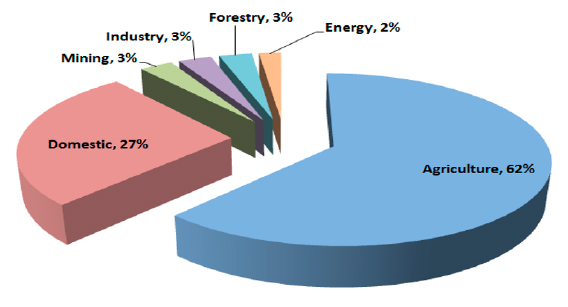 Forestry, 3%
Energy, 2%
Industry, 3%
Mining, 3%
Domestic, 27%
Agriculture, 62%